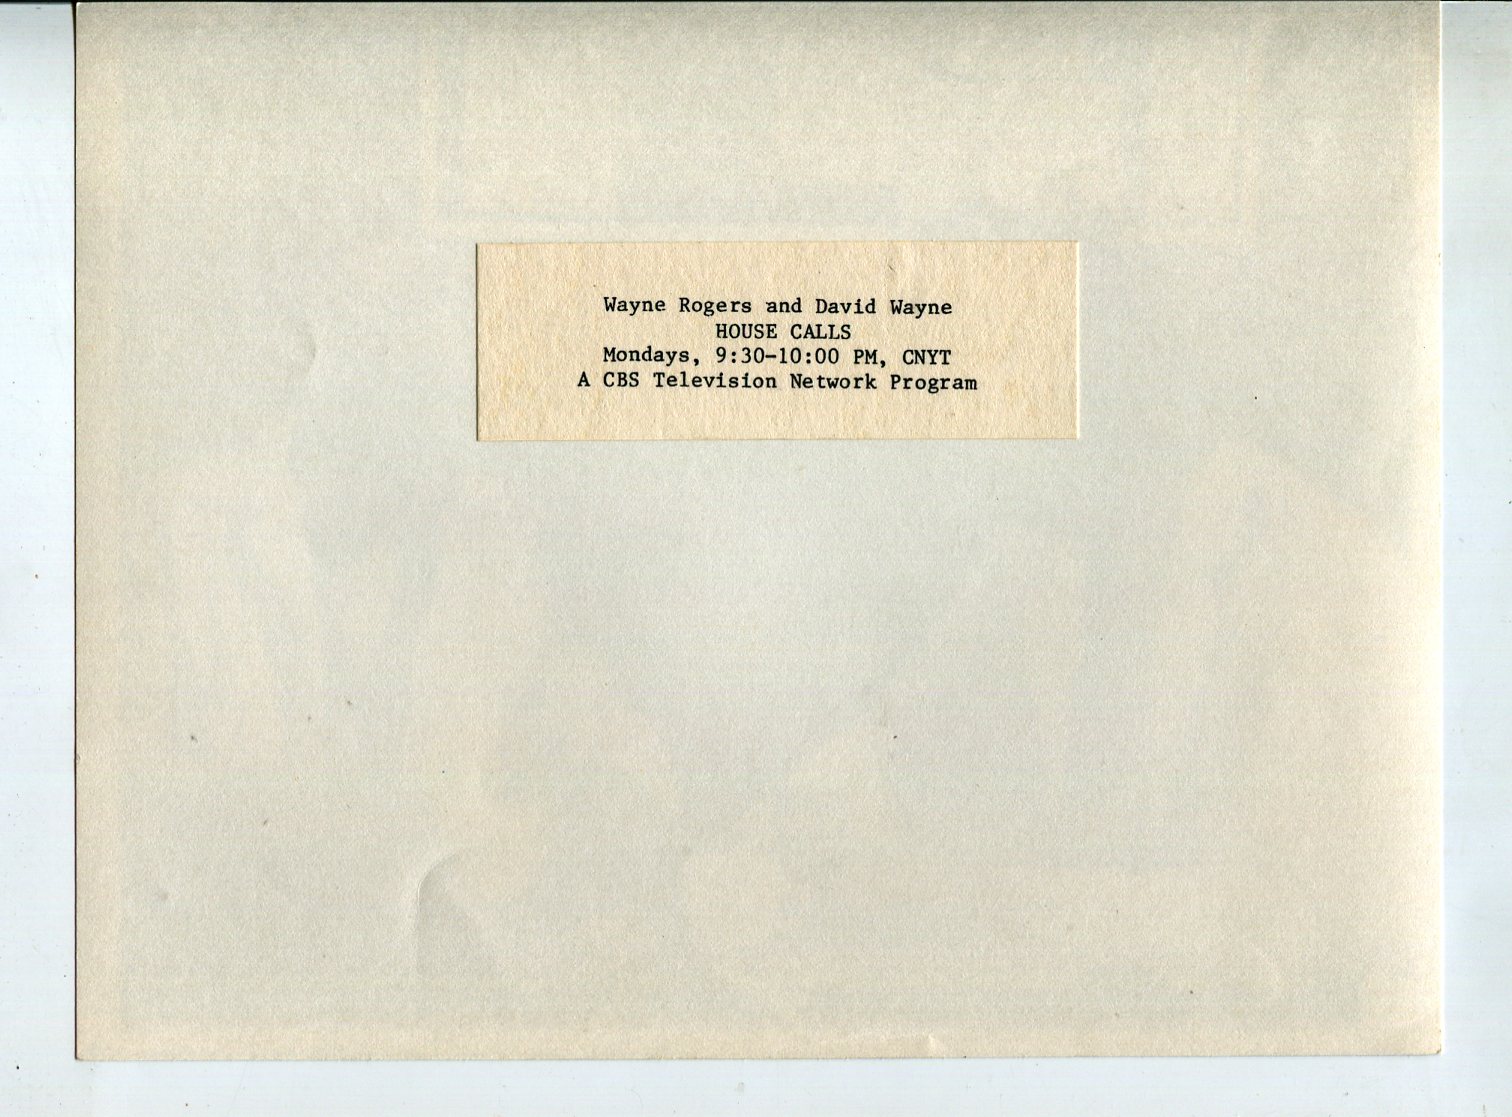 Wayne Rogers and David Wayne
HOUSE CALLS
Mondays, 9:30-10:00 PM, CNYT
A CBS Television Network Program